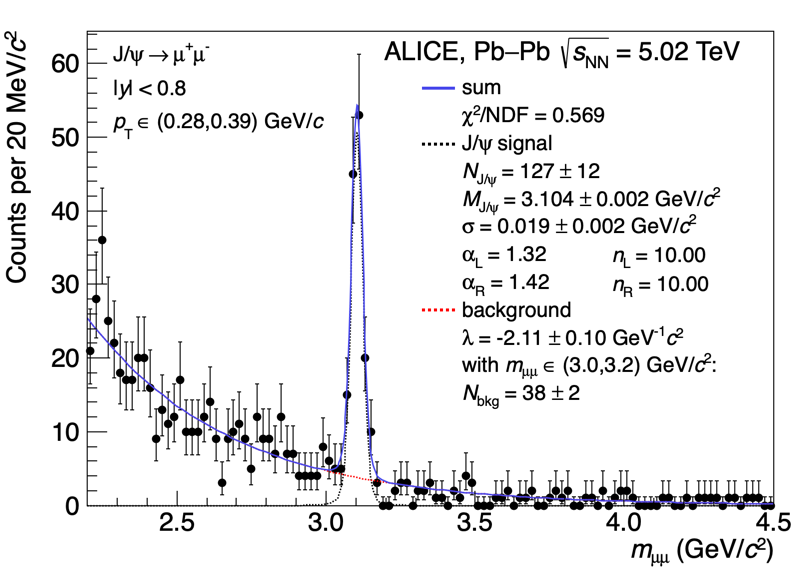 J/ψ → μ⁺μ⁻
|y| < 0.8
p_T ∈ (0.28,0.39) GeV/c
ALICE, Pb–Pb √s_NN = 5.02 TeV
sum
χ²/NDF = 0.569
J/ψ signal
N_J/ψ = 127 ± 12
M_J/ψ = 3.104 ± 0.002 GeV/c²
σ = 0.019 ± 0.002 GeV/c²
α_L = 1.32 n_L = 10.00
α_R = 1.42 n_R = 10.00
background
λ = -2.11 ± 0.10 GeV⁻¹c²
with m_μμ ∈ (3.0,3.2) GeV/c²:
N_bkg = 38 ± 2
Counts per 20 MeV/c²
60
50
40
30
20
10
0
2.5 3.0 3.5 4.0 4.5
m_μμ (GeV/c²)